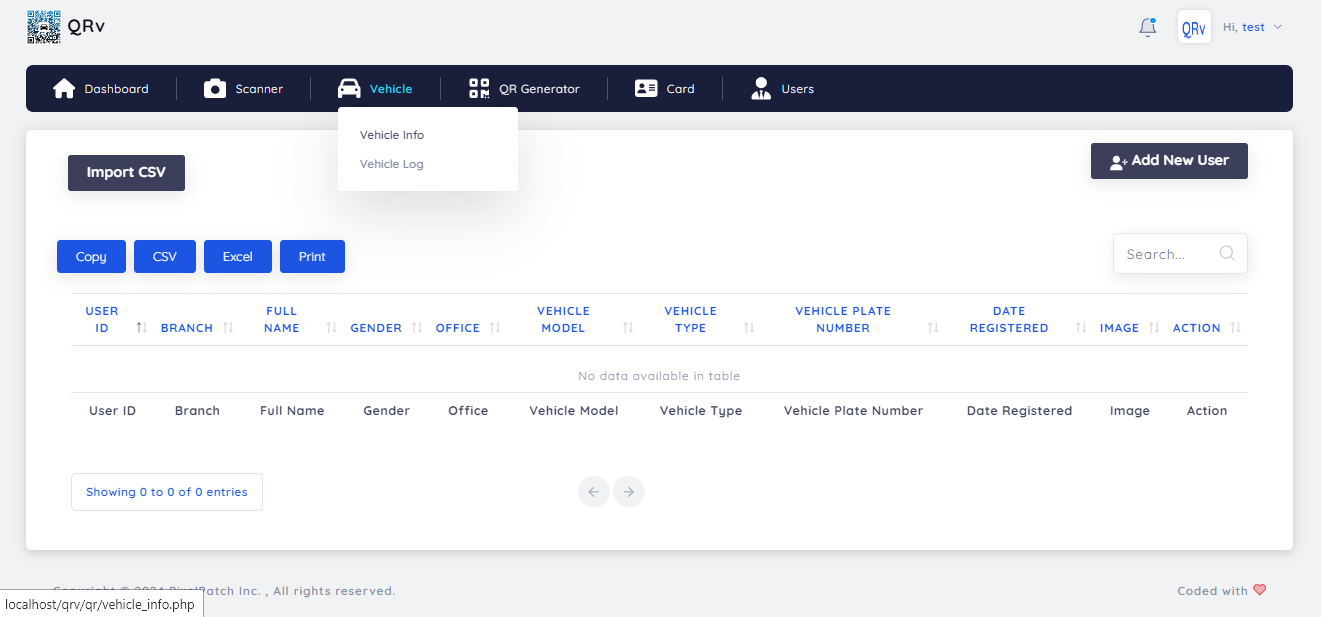 QRv
QRv Hi, test
Dashboard Scanner Vehicle QR Generator Card Users
Vehicle Info
Vehicle Log
Import CSV
Add New User
Copy CSV Excel Print
Search...
USER ID BRANCH FULL NAME GENDER OFFICE VEHICLE MODEL VEHICLE TYPE VEHICLE PLATE NUMBER DATE REGISTERED IMAGE ACTION
No data available in table
User ID Branch Full Name Gender Office Vehicle Model Vehicle Type Vehicle Plate Number Date Registered Image Action
Showing 0 to 0 of 0 entries
Copyright © 2024 PixelPatch Inc. , All rights reserved.
Coded with
localhost/qrv/qr/vehicle_info.php